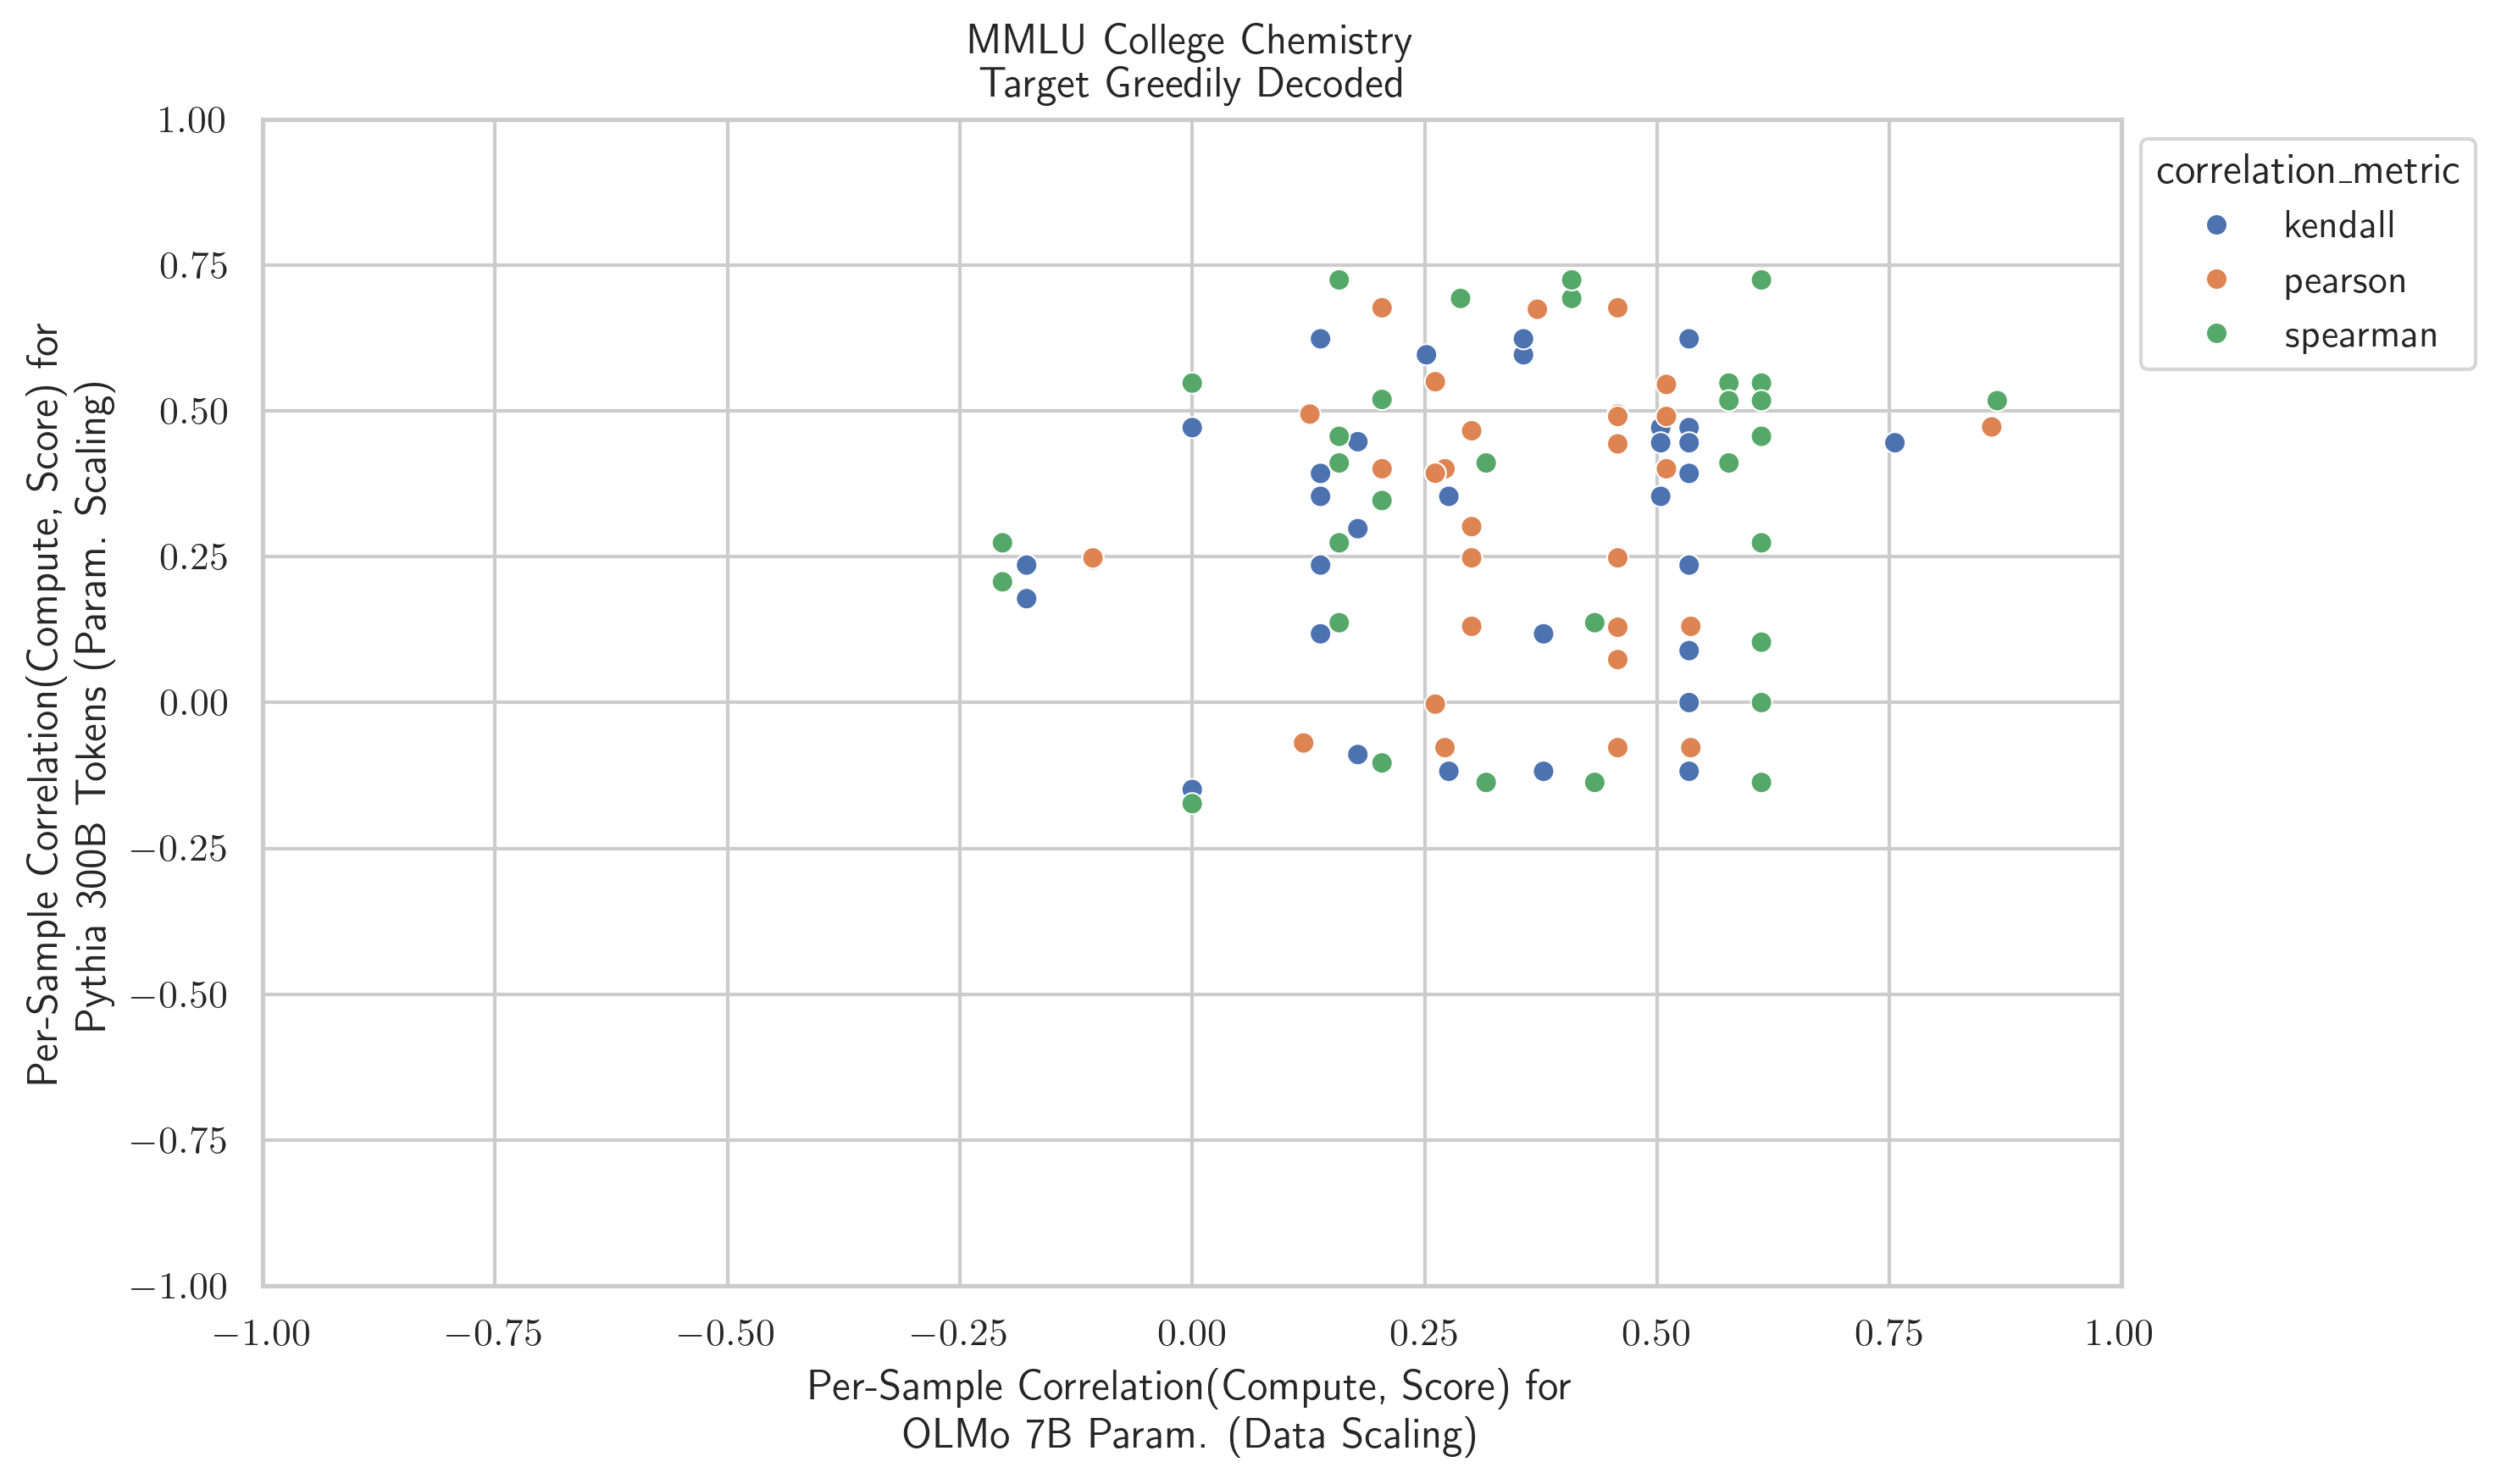 MMLU College Chemistry
Target Greedily Decoded
1.00
0.75
0.50
0.25
0.00
−0.25
−0.50
−0.75
−1.00
Per-Sample Correlation(Compute, Score) for
Pythia 300B Tokens (Param. Scaling)
−1.00 −0.75 −0.50 −0.25 0.00 0.25 0.50 0.75 1.00
Per-Sample Correlation(Compute, Score) for
OLMo 7B Param. (Data Scaling)
correlation_metric
kendall
pearson
spearman